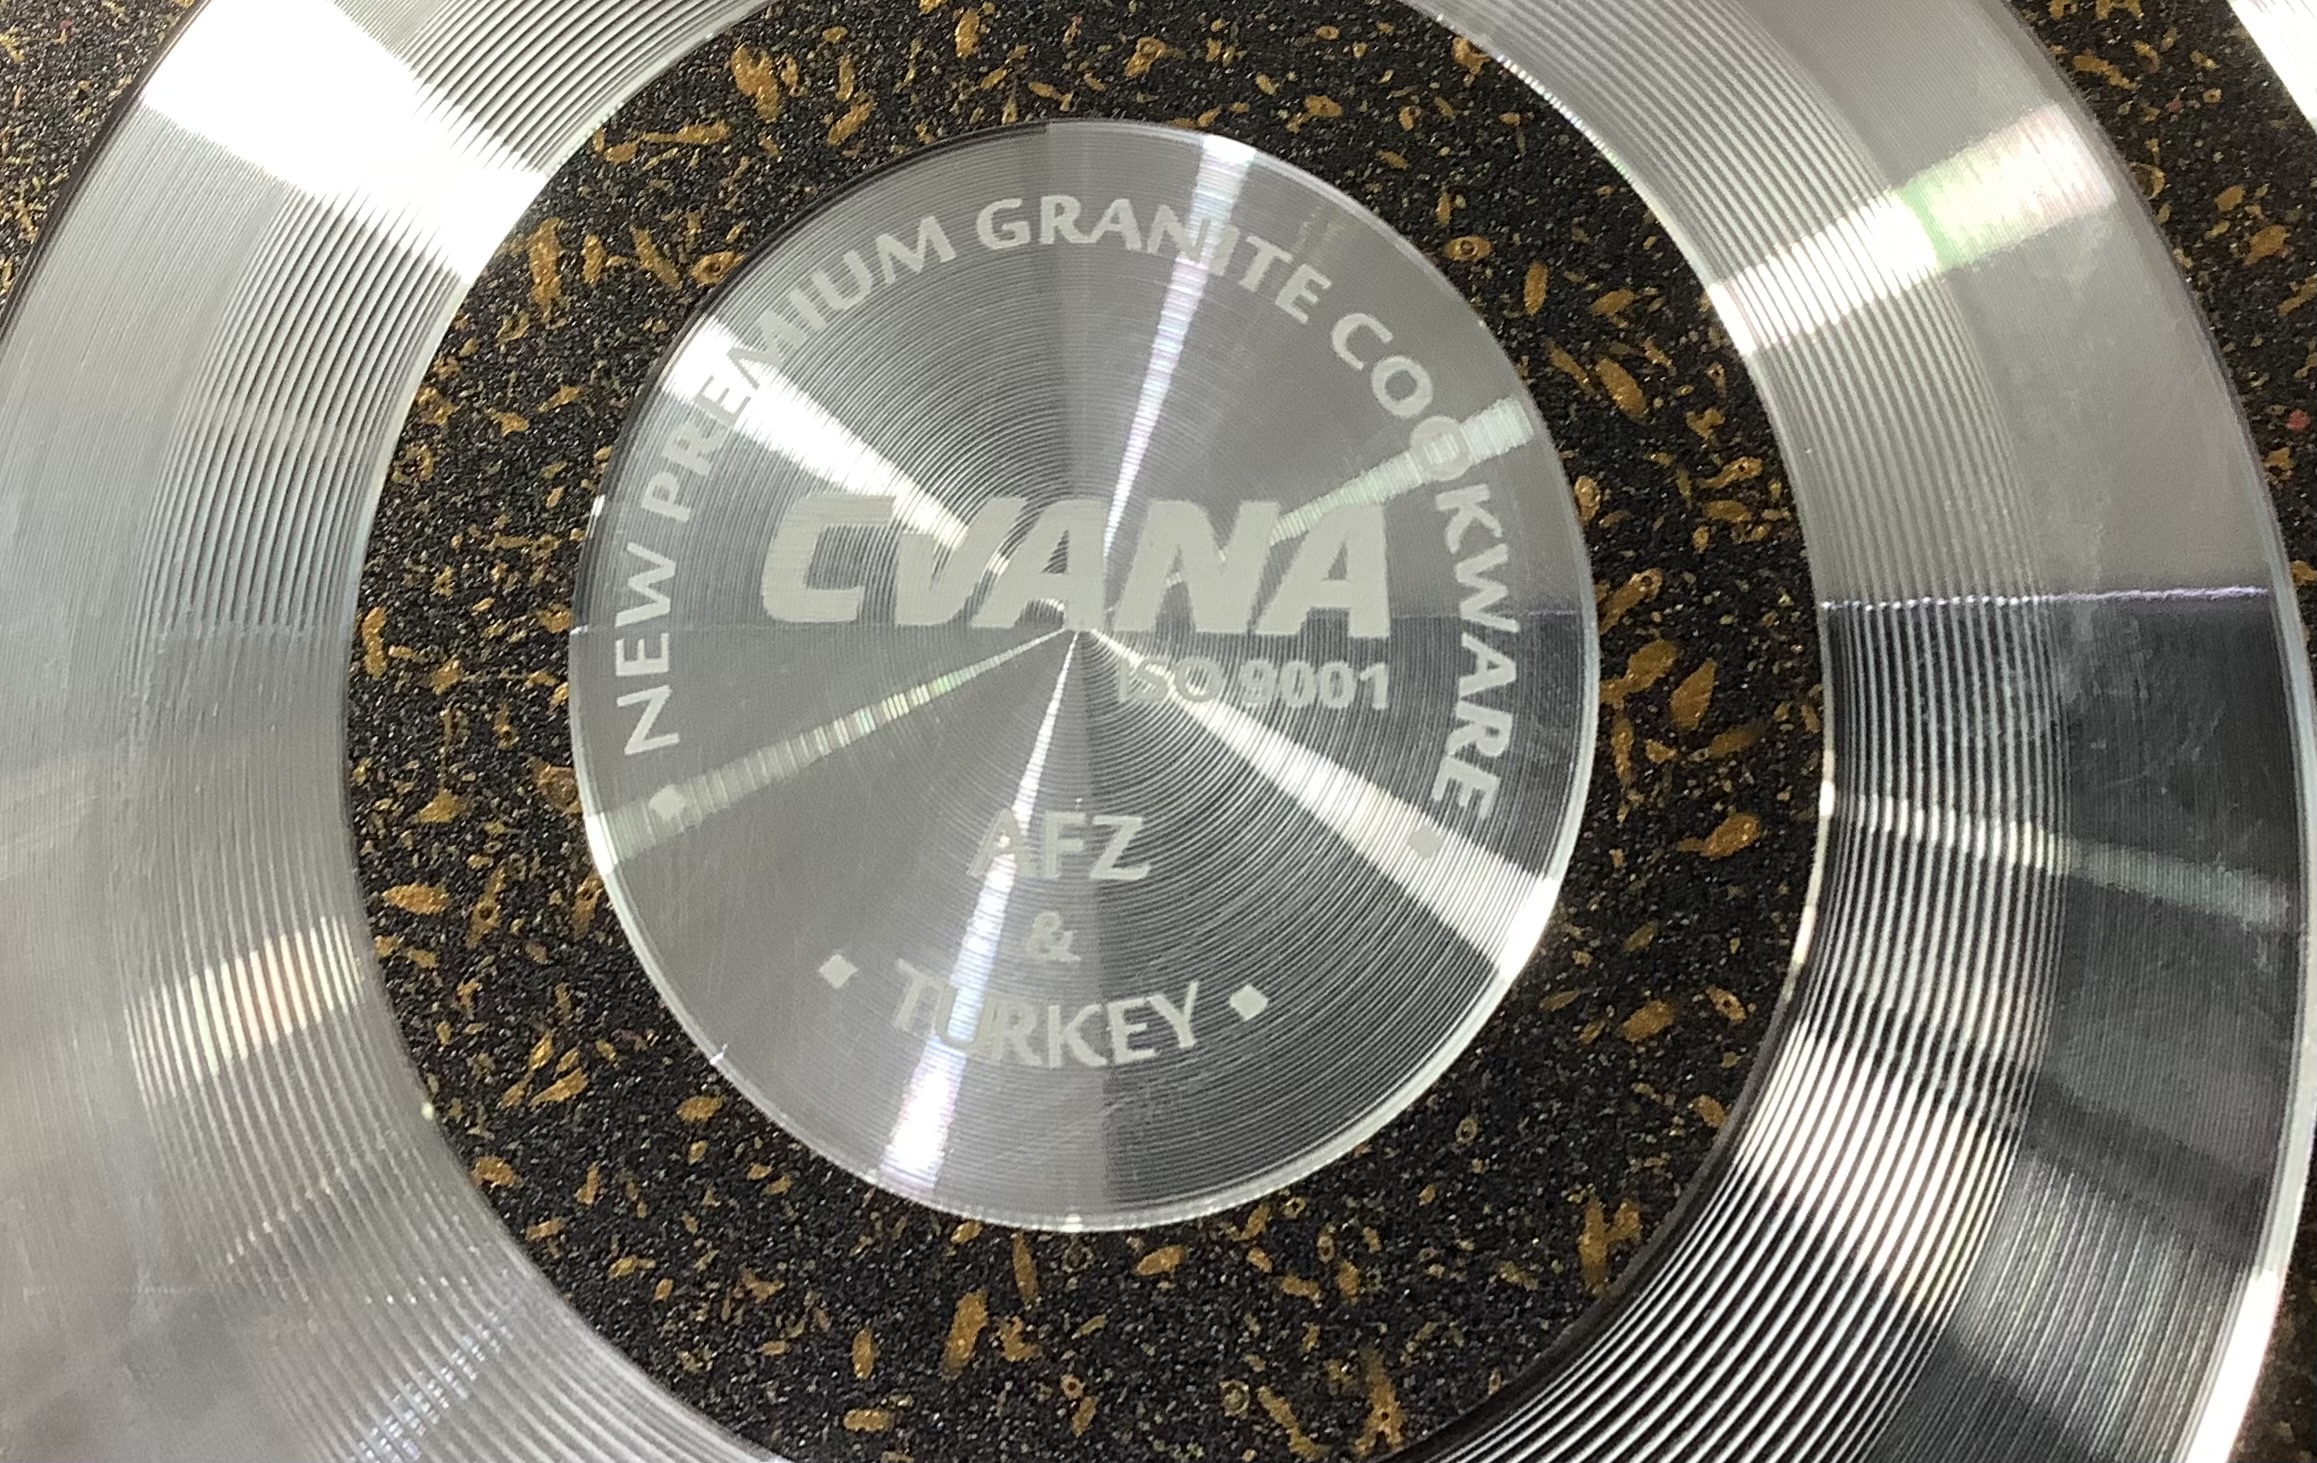 NEW PREMIUM GRANITE COOKWARE
CVANA
ISO 9001
AFZ
&
TURKEY